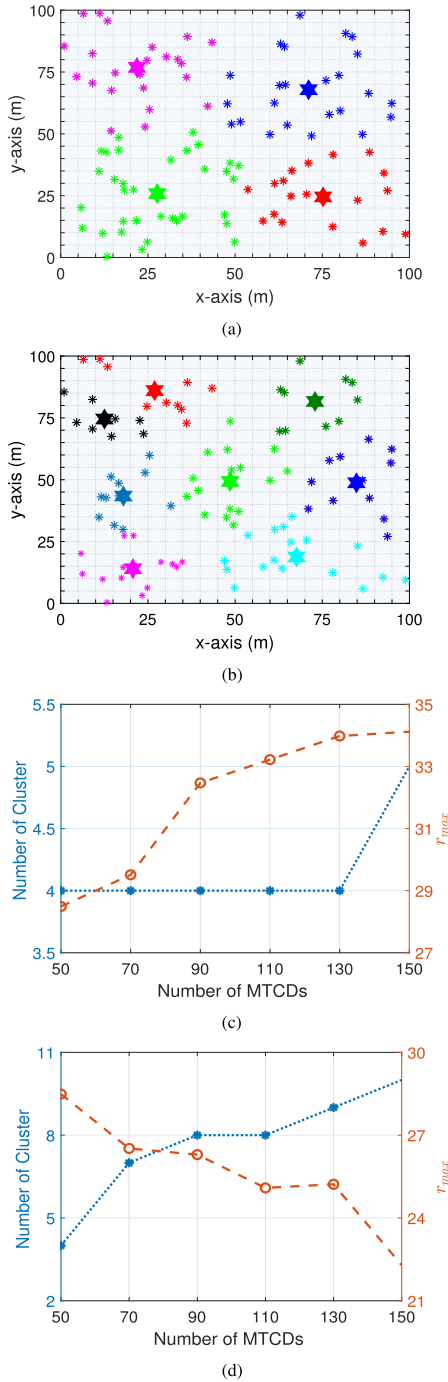 100
75
50
25
0
y-axis (m)
0 25 50 75 100
x-axis (m)
(a)
100
75
50
25
0
y-axis (m)
0 25 50 75 100
x-axis (m)
(b)
5.5
5
4.5
4
3.5
Number of Cluster
35
33
31
29
27
rmax
50 70 90 110 130 150
Number of MTCDs
(c)
11
8
5
2
Number of Cluster
30
27
24
21
rmax
50 70 90 110 130 150
Number of MTCDs
(d)